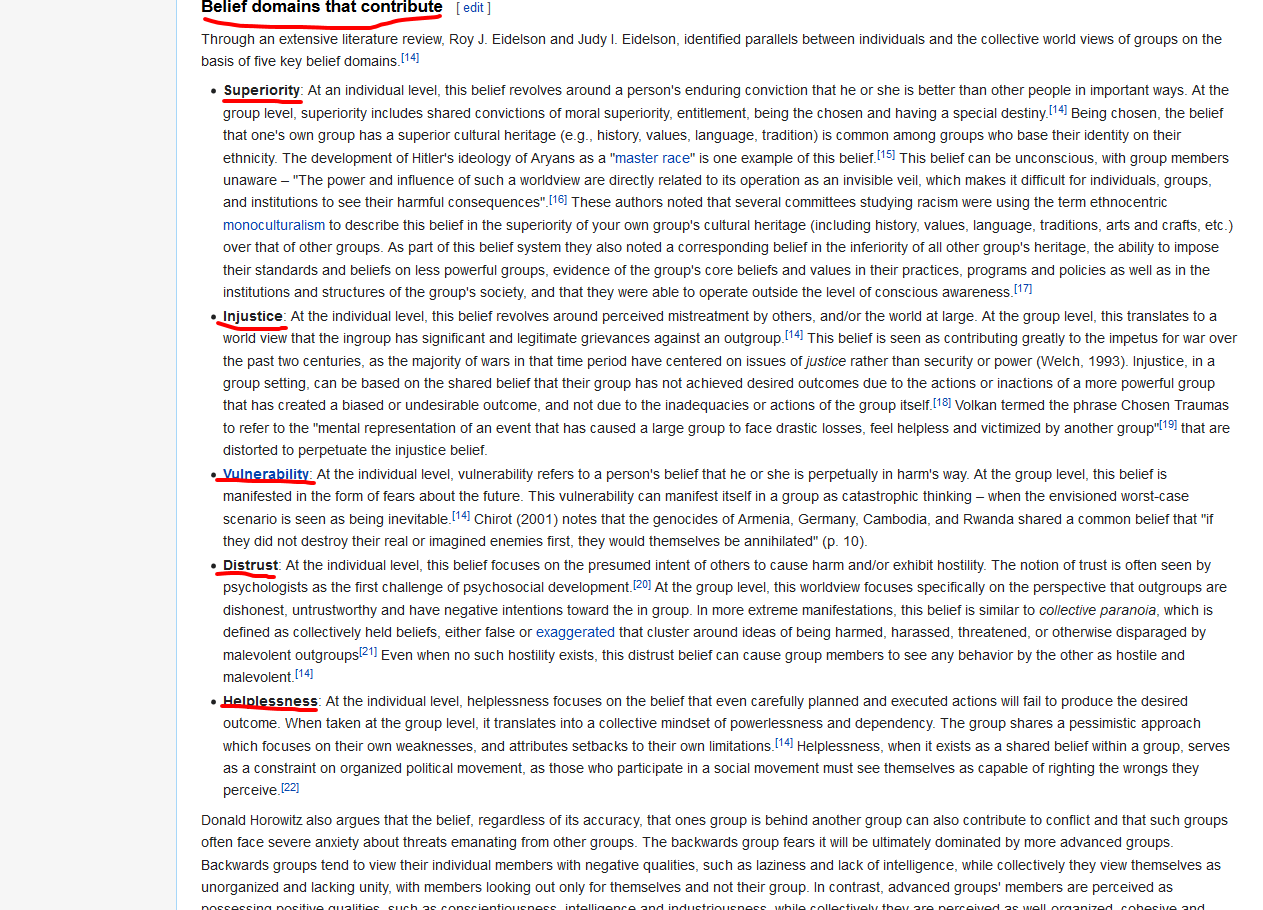 Belief domains that contribute [ edit ]
Through an extensive literature review, Roy J. Eidelson and Judy I. Eidelson, identified parallels between individuals and the collective world views of groups on the
basis of five key belief domains.[14]
• Superiority: At an individual level, this belief revolves around a person's enduring conviction that he or she is better than other people in important ways. At the
group level, superiority includes shared convictions of moral superiority, entitlement, being the chosen and having a special destiny.[14] Being chosen, the belief
that one's own group has a superior cultural heritage (e.g., history, values, language, tradition) is common among groups who base their identity on their
ethnicity. The development of Hitler's ideology of Aryans as a "master race" is one example of this belief.[15] This belief can be unconscious, with group members
unaware – "The power and influence of such a worldview are directly related to its operation as an invisible veil, which makes it difficult for individuals, groups,
and institutions to see their harmful consequences".[16] These authors noted that several committees studying racism were using the term ethnocentric
monoculturalism to describe this belief in the superiority of your own group's cultural heritage (including history, values, language, traditions, arts and crafts, etc.)
over that of other groups. As part of this belief system they also noted a corresponding belief in the inferiority of all other group's heritage, the ability to impose
their standards and beliefs on less powerful groups, evidence of the group's core beliefs and values in their practices, programs and policies as well as in the
institutions and structures of the group's society, and that they were able to operate outside the level of conscious awareness.[17]
• Injustice: At the individual level, this belief revolves around perceived mistreatment by others, and/or the world at large. At the group level, this translates to a
world view that the ingroup has significant and legitimate grievances against an outgroup.[14] This belief is seen as contributing greatly to the impetus for war over
the past two centuries, as the majority of wars in that time period have centered on issues of justice rather than security or power (Welch, 1993). Injustice, in a
group setting, can be based on the shared belief that their group has not achieved desired outcomes due to the actions or inactions of a more powerful group
that has created a biased or undesirable outcome, and not due to the inadequacies or actions of the group itself.[18] Volkan termed the phrase Chosen Traumas
to refer to the "mental representation of an event that has caused a large group to face drastic losses, feel helpless and victimized by another group"[19] that are
distorted to perpetuate the injustice belief.
• Vulnerability: At the individual level, vulnerability refers to a person's belief that he or she is perpetually in harm's way. At the group level, this belief is
manifested in the form of fears about the future. This vulnerability can manifest itself in a group as catastrophic thinking – when the envisioned worst-case
scenario is seen as being inevitable.[14] Chirot (2001) notes that the genocides of Armenia, Germany, Cambodia, and Rwanda shared a common belief that "if
they did not destroy their real or imagined enemies first, they would themselves be annihilated" (p. 10).
• Distrust: At the individual level, this belief focuses on the presumed intent of others to cause harm and/or exhibit hostility. The notion of trust is often seen by
psychologists as the first challenge of psychosocial development.[20] At the group level, this worldview focuses specifically on the perspective that outgroups are
dishonest, untrustworthy and have negative intentions toward the in group. In more extreme manifestations, this belief is similar to collective paranoia, which is
defined as collectively held beliefs, either false or exaggerated that cluster around ideas of being harmed, harassed, threatened, or otherwise disparaged by
malevolent outgroups[21] Even when no such hostility exists, this distrust belief can cause group members to see any behavior by the other as hostile and
malevolent.[14]
• Helplessness: At the individual level, helplessness focuses on the belief that even carefully planned and executed actions will fail to produce the desired
outcome. When taken at the group level, it translates into a collective mindset of powerlessness and dependency. The group shares a pessimistic approach
which focuses on their own weaknesses, and attributes setbacks to their own limitations.[14] Helplessness, when it exists as a shared belief within a group, serves
as a constraint on organized political movement, as those who participate in a social movement must see themselves as capable of righting the wrongs they
perceive.[22]
Donald Horowitz also argues that the belief, regardless of its accuracy, that ones group is behind another group can also contribute to conflict and that such groups
often face severe anxiety about threats emanating from other groups. The backwards group fears it will be ultimately dominated by more advanced groups.
Backwards groups tend to view their individual members with negative qualities, such as laziness and lack of intelligence, while collectively they view themselves as
unorganized and lacking unity, with members looking out only for themselves and not their group. In contrast, advanced groups' members are perceived as
possessing positive qualities, such as conscientiousness, intelligence and industriousness, while collectively they are perceived as well organized, cohesive and